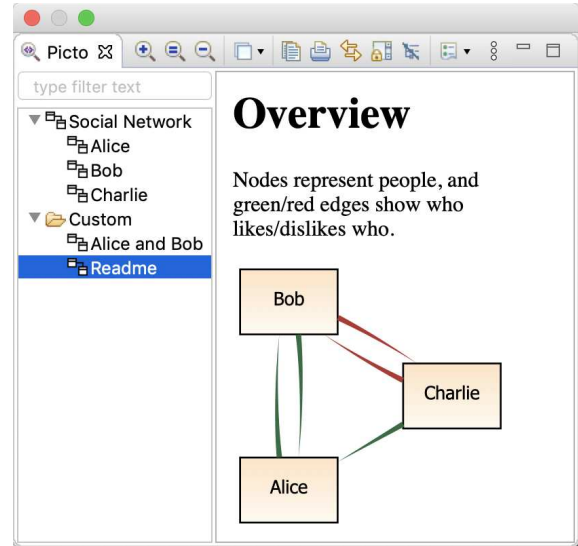 Picto
type filter text
Social Network
Alice
Bob
Charlie
Custom
Alice and Bob
Readme
Overview
Nodes represent people, and
green/red edges show who
likes/dislikes who.
Bob
Charlie
Alice